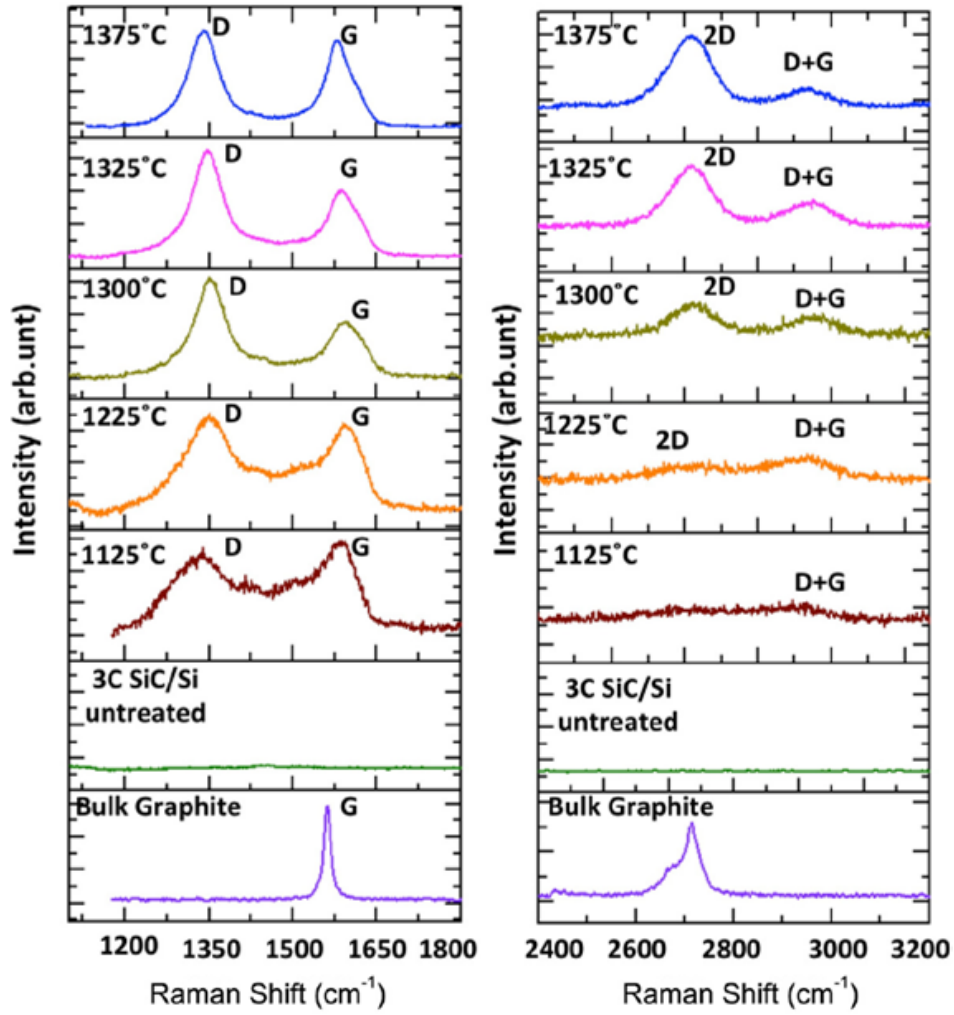 1375°C D G
1325°C D G
1300°C D G
1225°C D G
1125°C D G
3C SiC/Si
untreated
Bulk Graphite G
1200 1350 1500 1650 1800
Raman Shift (cm-1)
Intensity (arb.unt)
1375°C 2D D+G
1325°C 2D D+G
1300°C 2D D+G
1225°C 2D D+G
1125°C D+G
3C SiC/Si
untreated
Bulk Graphite
2400 2600 2800 3000 3200
Raman Shift (cm-1)
Intensity (arb.unt)